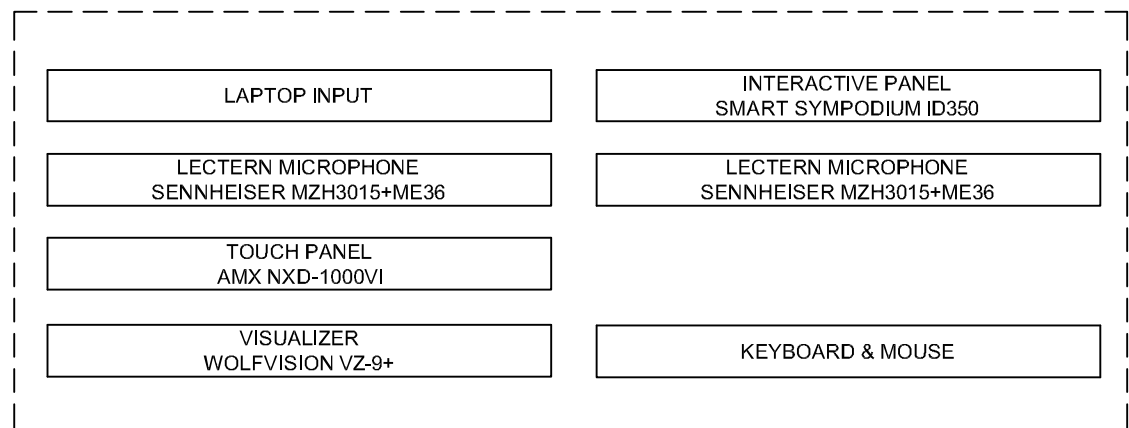 LAPTOP INPUT
INTERACTIVE PANEL
SMART SYMPODIUM ID350
LECTERN MICROPHONE
SENNHEISER MZH3015+ME36
LECTERN MICROPHONE
SENNHEISER MZH3015+ME36
TOUCH PANEL
AMX NXD-1000VI
VISUALIZER
WOLFVISION VZ-9+
KEYBOARD & MOUSE